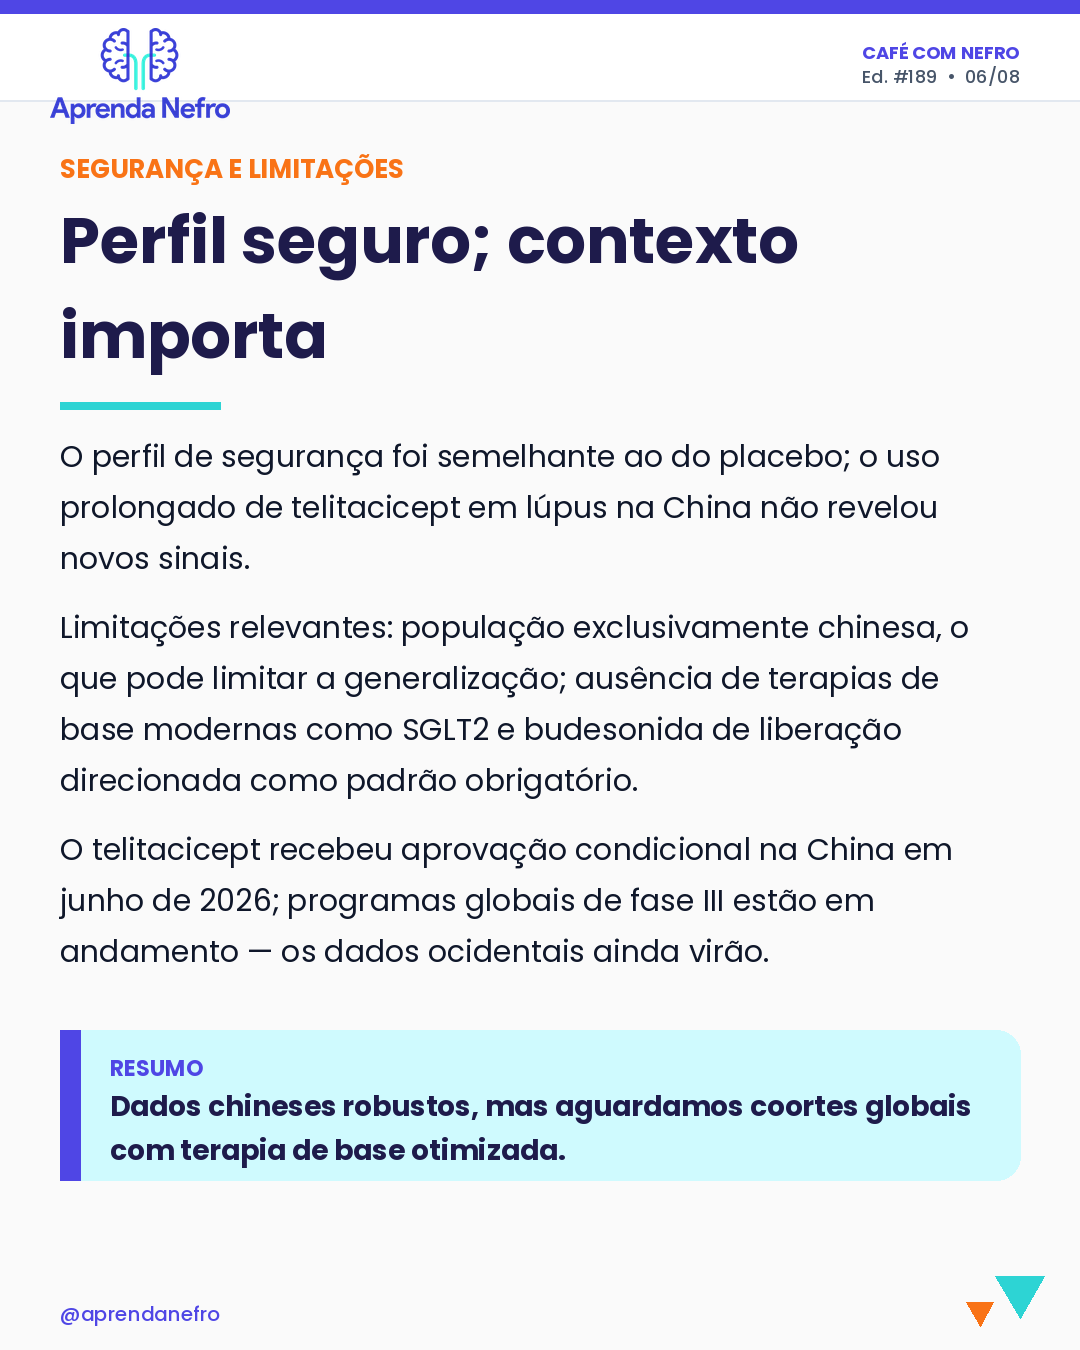 Aprenda Nefro
CAFÉ COM NEFRO
Ed. #189 • 06/08
SEGURANÇA E LIMITAÇÕES
Perfil seguro; contexto
importa
O perfil de segurança foi semelhante ao do placebo; o uso
prolongado de telitacicept em lúpus na China não revelou
novos sinais.
Limitações relevantes: população exclusivamente chinesa, o
que pode limitar a generalização; ausência de terapias de
base modernas como SGLT2 e budesonida de liberação
direcionada como padrão obrigatório.
O telitacicept recebeu aprovação condicional na China em
junho de 2026; programas globais de fase III estão em
andamento — os dados ocidentais ainda virão.
RESUMO
Dados chineses robustos, mas aguardamos coortes globais
com terapia de base otimizada.
@aprendanefro